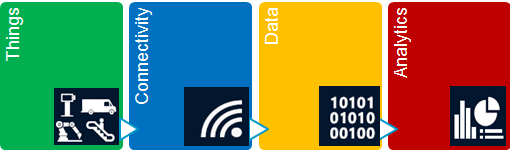 Things
Connectivity
Data
Analytics
10101
01010
00100